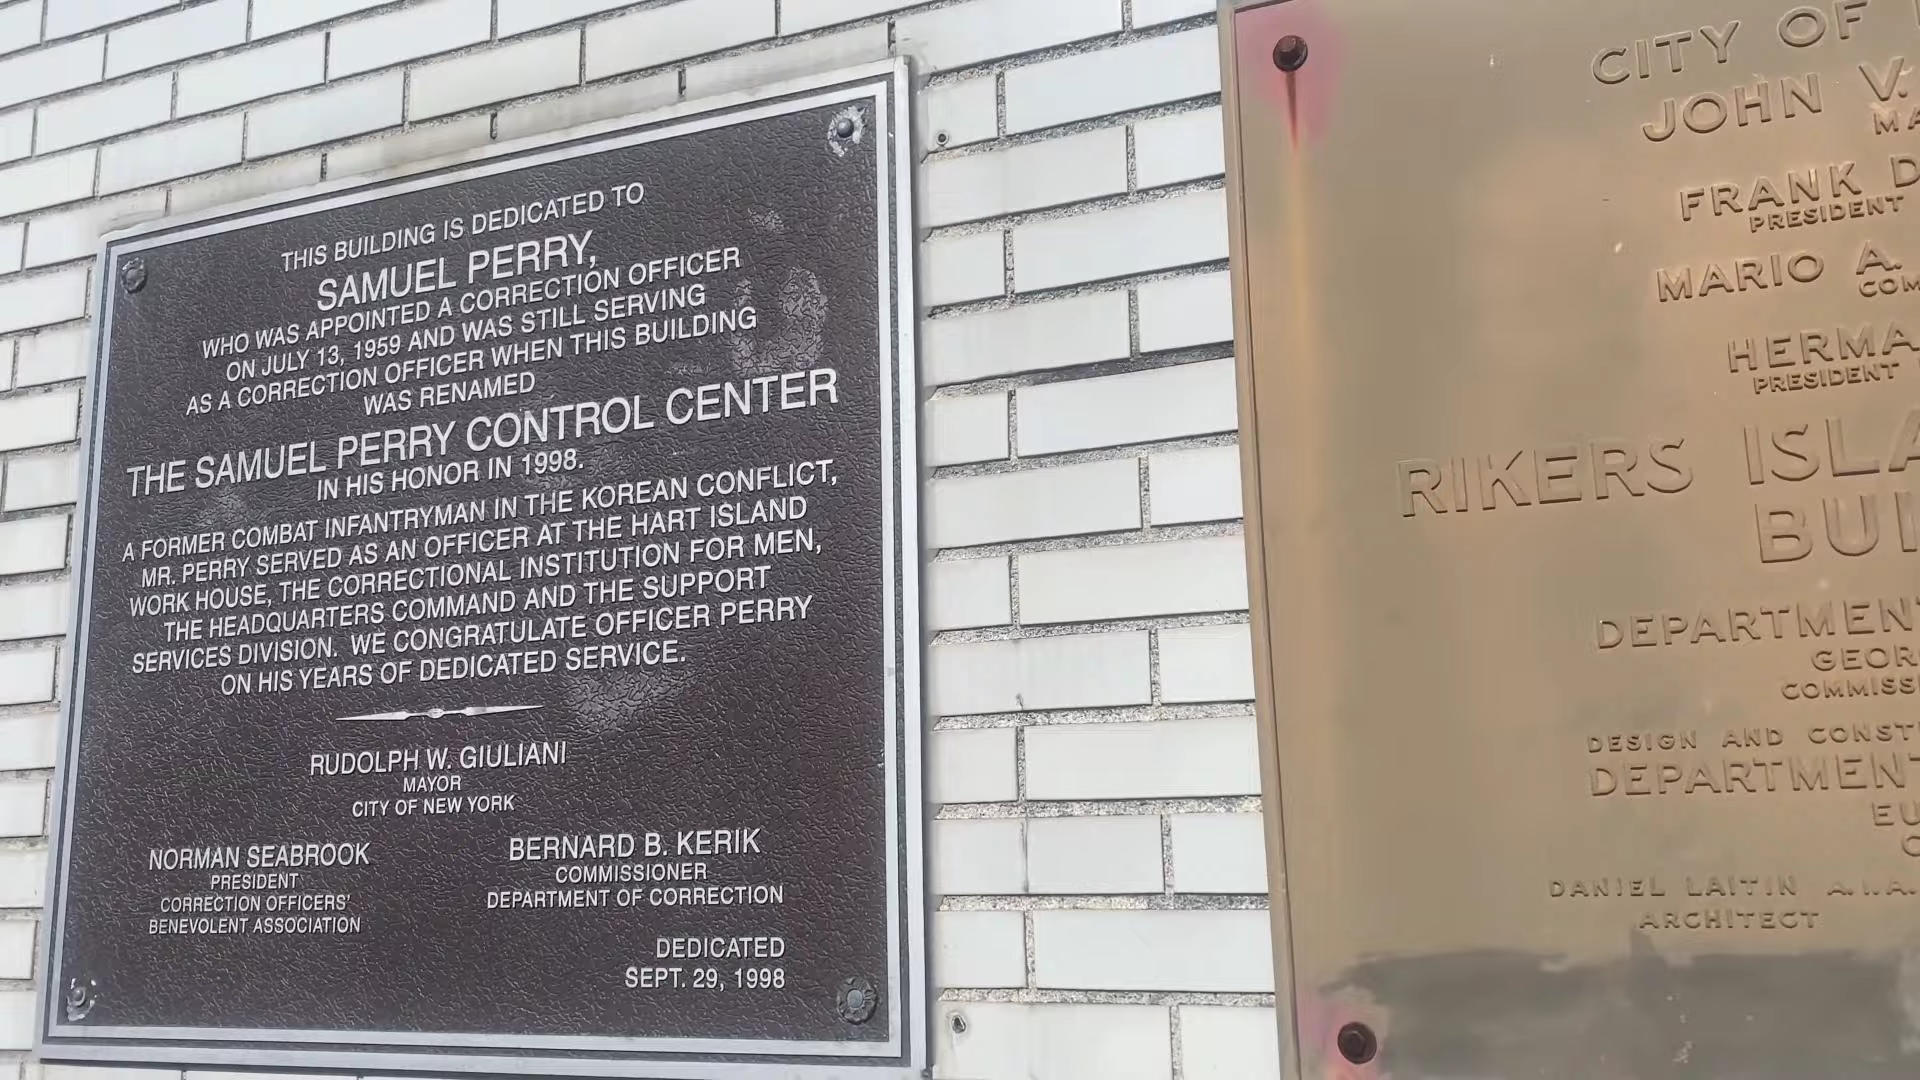 THIS BUILDING IS DEDICATED TO
SAMUEL PERRY,
WHO WAS APPOINTED A CORRECTION OFFICER
ON JULY 13, 1959 AND WAS STILL SERVING
AS A CORRECTION OFFICER WHEN THIS BUILDING
WAS RENAMED
THE SAMUEL PERRY CONTROL CENTER
IN HIS HONOR IN 1998.
A FORMER COMBAT INFANTRYMAN IN THE KOREAN CONFLICT,
MR. PERRY SERVED AS AN OFFICER AT THE HART ISLAND
WORK HOUSE, THE CORRECTIONAL INSTITUTION FOR MEN,
THE HEADQUARTERS COMMAND AND THE SUPPORT
SERVICES DIVISION. WE CONGRATULATE OFFICER PERRY
ON HIS YEARS OF DEDICATED SERVICE.
RUDOLPH W. GIULIANI
MAYOR
CITY OF NEW YORK
NORMAN SEABROOK
PRESIDENT
CORRECTION OFFICERS'
BENEVOLENT ASSOCIATION
BERNARD B. KERIK
COMMISSIONER
DEPARTMENT OF CORRECTION
DEDICATED
SEPT. 29, 1998
CITY OF
JOHN V.
FRANK D
PRESIDENT
MARIO A.
COM
HERMA
PRESIDENT
RIKERS ISLA
BUI
DEPARTMENT
GEOR
COMMISS
DESIGN AND CONST
DEPARTMENT
EU
DANIEL LAITIN A.I.A.
ARCHITECT